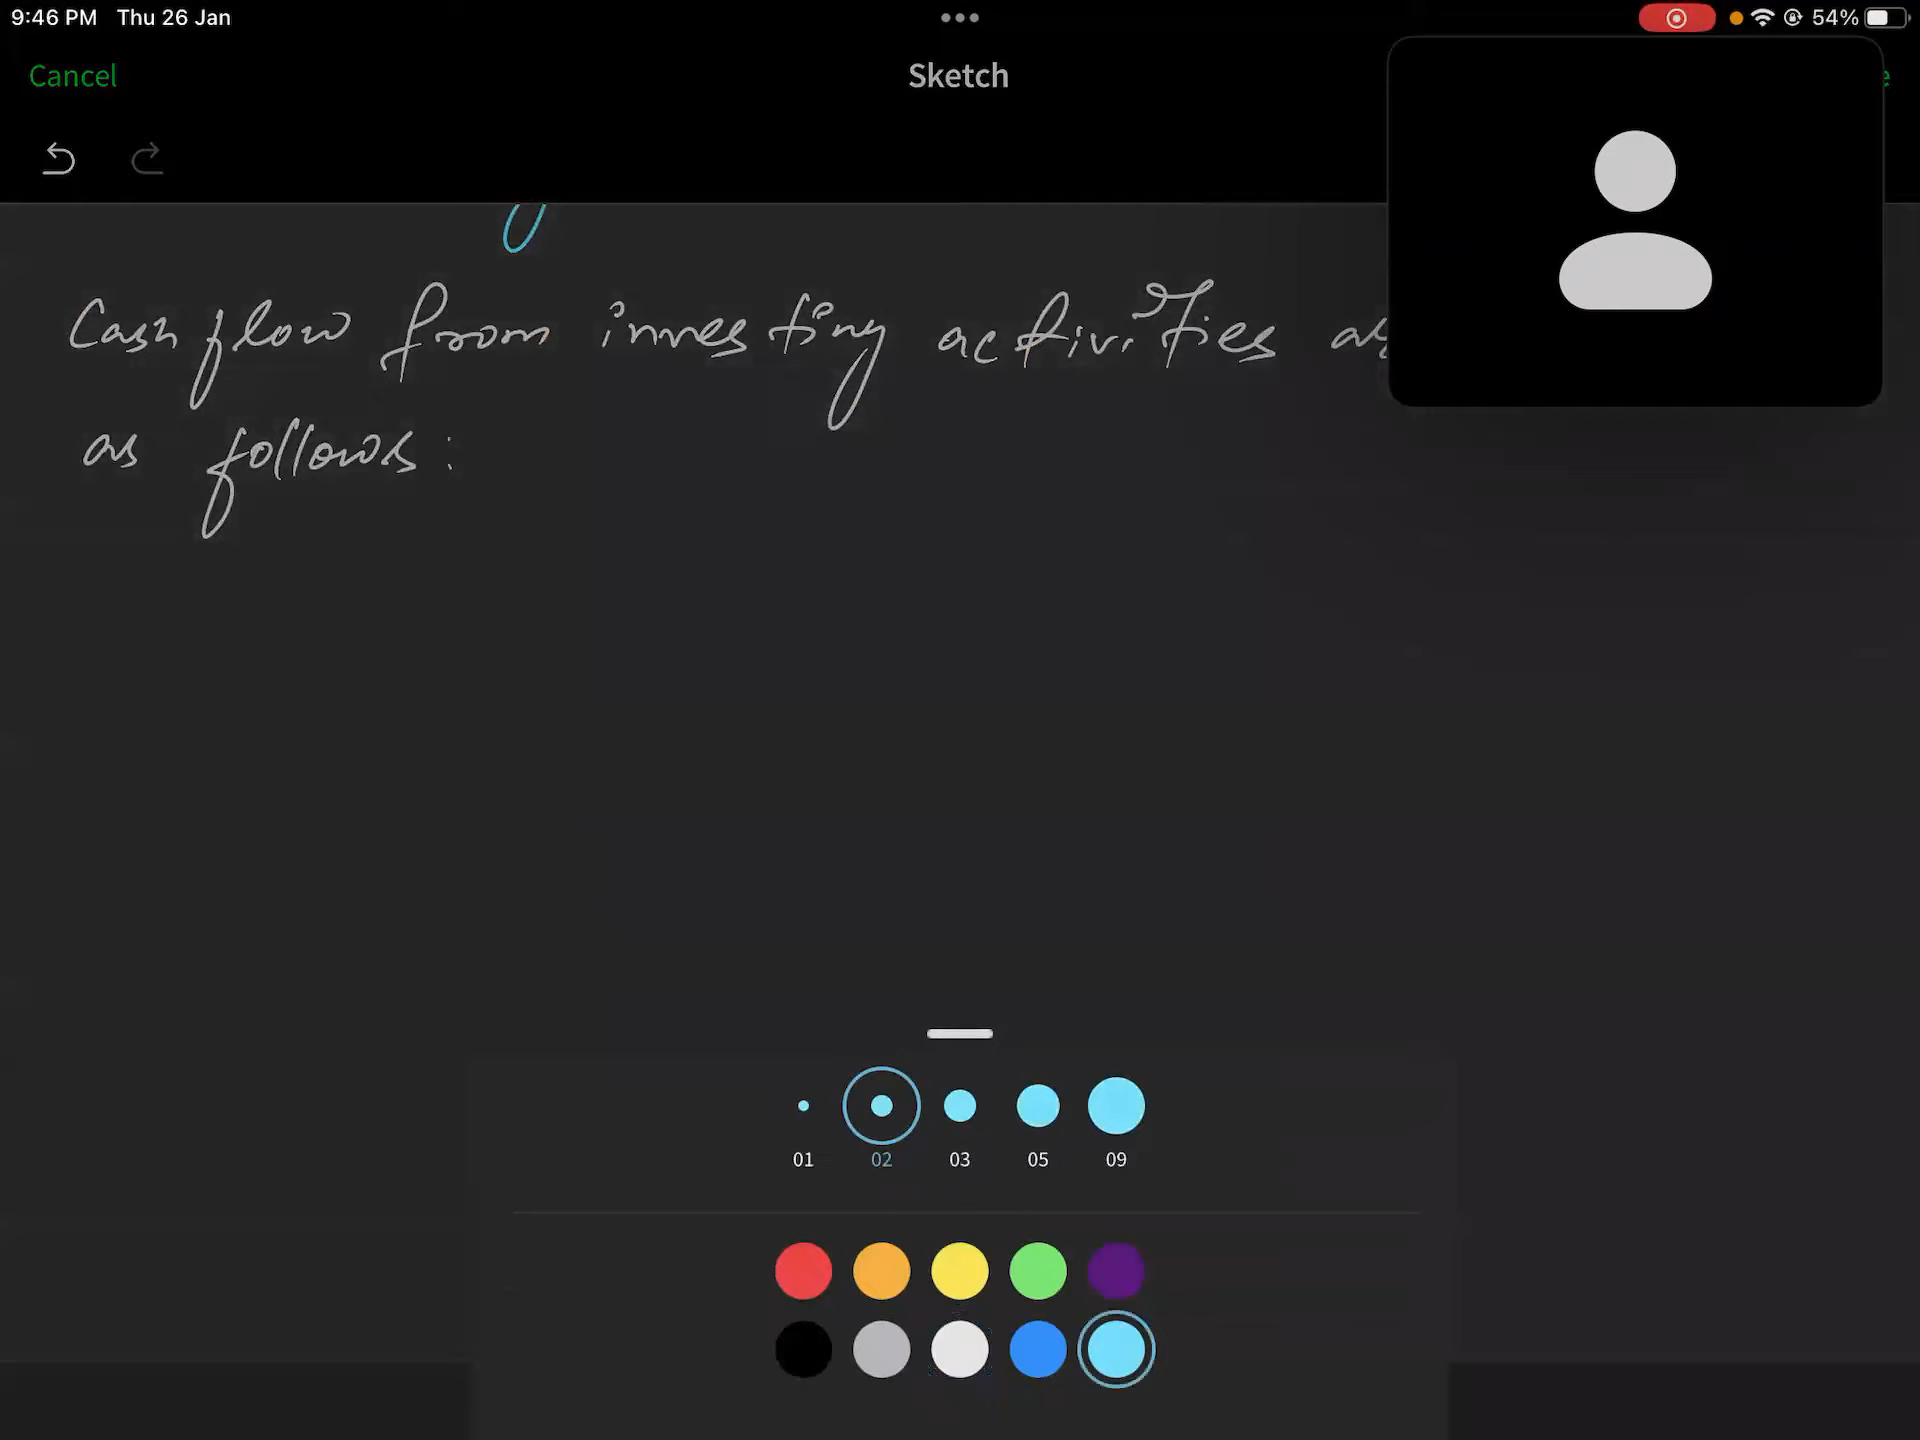 9:46 PM Thu 26 Jan
54%
Cancel
Sketch
Cash flow from investing activities
as follows:
01 02 03 05 09